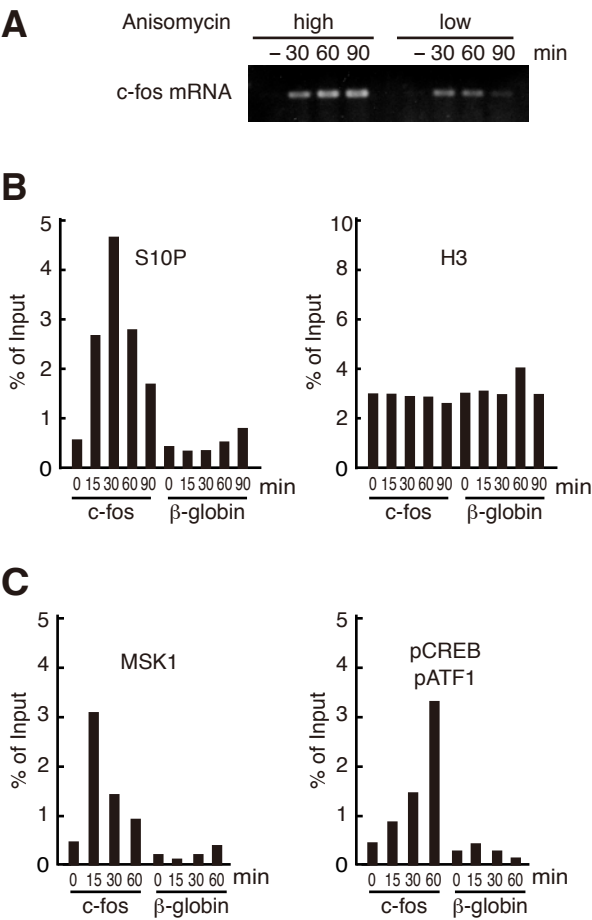 A
Anisomycin high low
– 30 60 90 – 30 60 90 min
c-fos mRNA
B
5
4
3
2
1
0
% of Input
S10P
0 15 30 60 90 0 15 30 60 90 min
c-fos β-globin
10
8
6
4
2
0
% of Input
H3
0 15 30 60 90 0 15 30 60 90 min
c-fos β-globin
C
5
4
3
2
1
0
% of Input
MSK1
0 15 30 60 0 15 30 60 min
c-fos β-globin
5
4
3
2
1
0
% of Input
pCREB
pATF1
0 15 30 60 0 15 30 60 min
c-fos β-globin